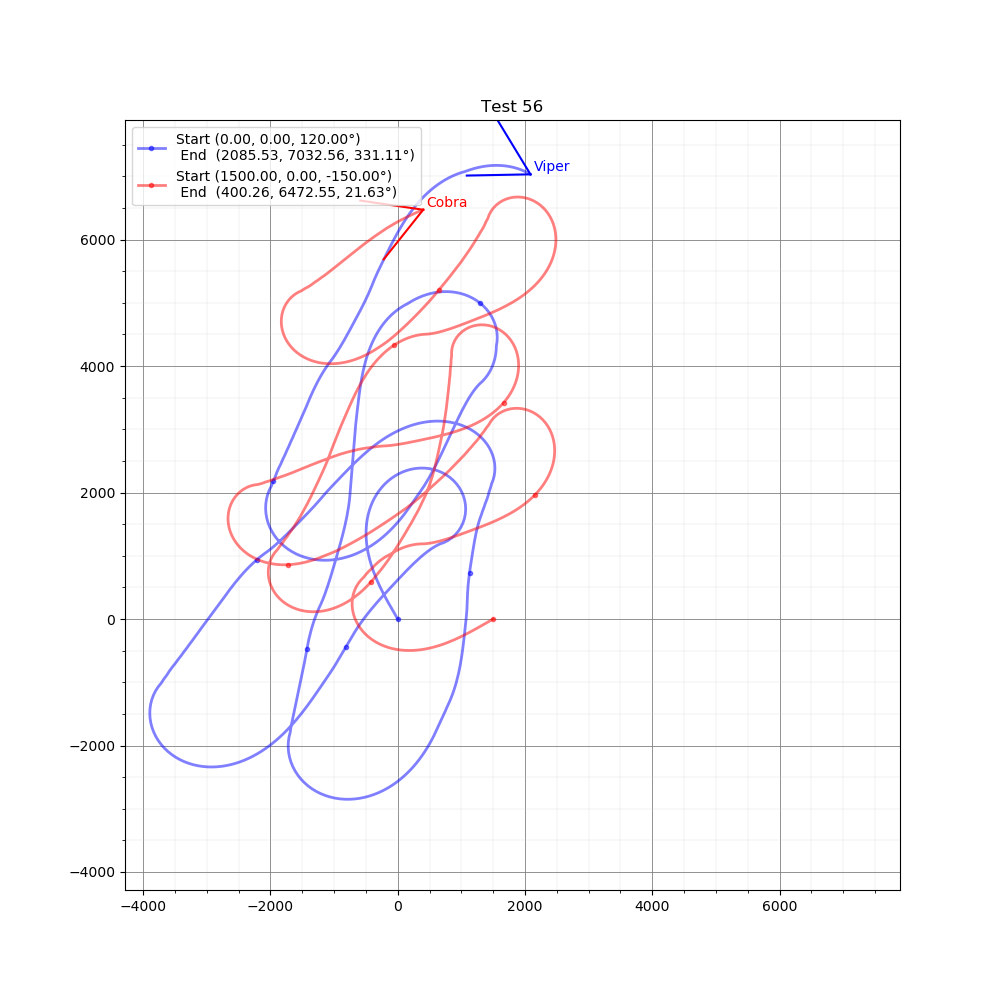 Test 56
Start (0.00, 0.00, 120.00°)
End  (2085.53, 7032.56, 331.11°)
Start (1500.00, 0.00, -150.00°)
End  (400.26, 6472.55, 21.63°)
Viper
Cobra
6000
4000
2000
0
−2000
−4000
−4000
−2000
0
2000
4000
6000